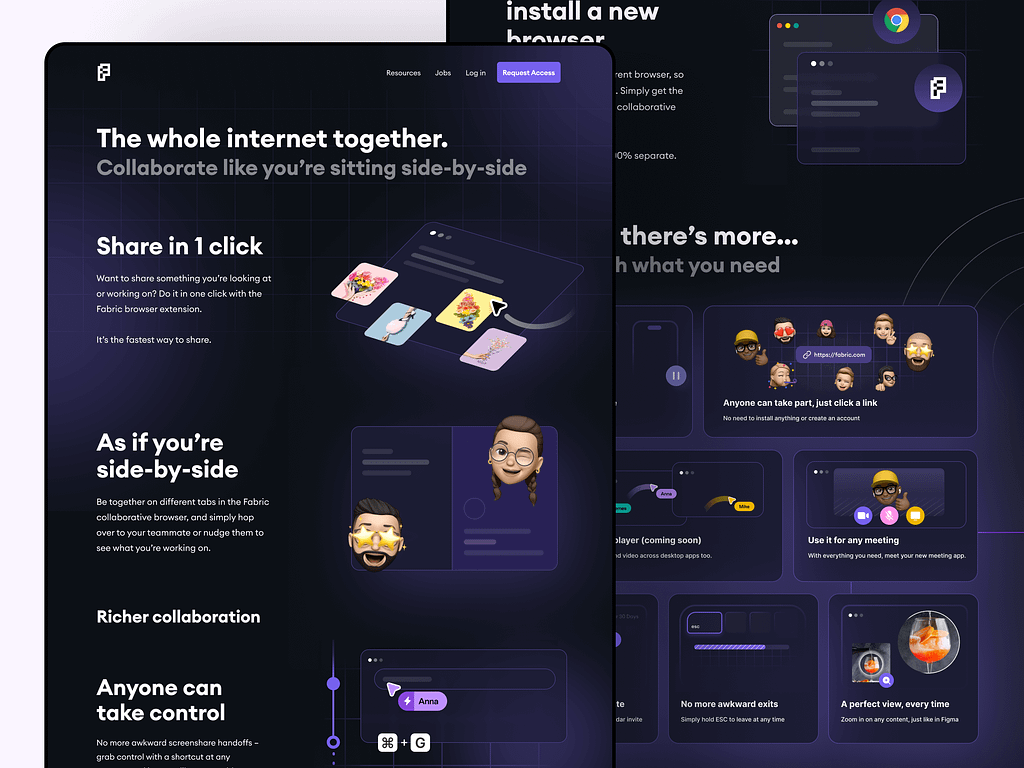 Resources Jobs Log in Request Access
The whole internet together.
Collaborate like you're sitting side-by-side
Share in 1 click
Want to share something you're looking at
or working on? Do it in one click with the
Fabric browser extension.
It's the fastest way to share.
As if you're
side-by-side
Be together on different tabs in the Fabric
collaborative browser, and simply hop
over to your teammate or nudge them to
see what you're working on.
Richer collaboration
Anyone can
take control
No more awkward screenshare handoffs –
grab control with a shortcut at any
Anna
⌘ + G
install a new
browser
rent browser, so
. Simply get the
collaborative
00% separate.
there's more...
h what you need
https://fabric.com
Anyone can take part, just click a link
No need to install anything or create an account
Anna
Mike
player (coming soon)
nd video across desktop apps too.
Use it for any meeting
With everything you need, meet your new meeting app.
te
dar invite
esc
No more awkward exits
Simply hold ESC to leave at any time
A perfect view, every time
Zoom in on any content, just like in Figma